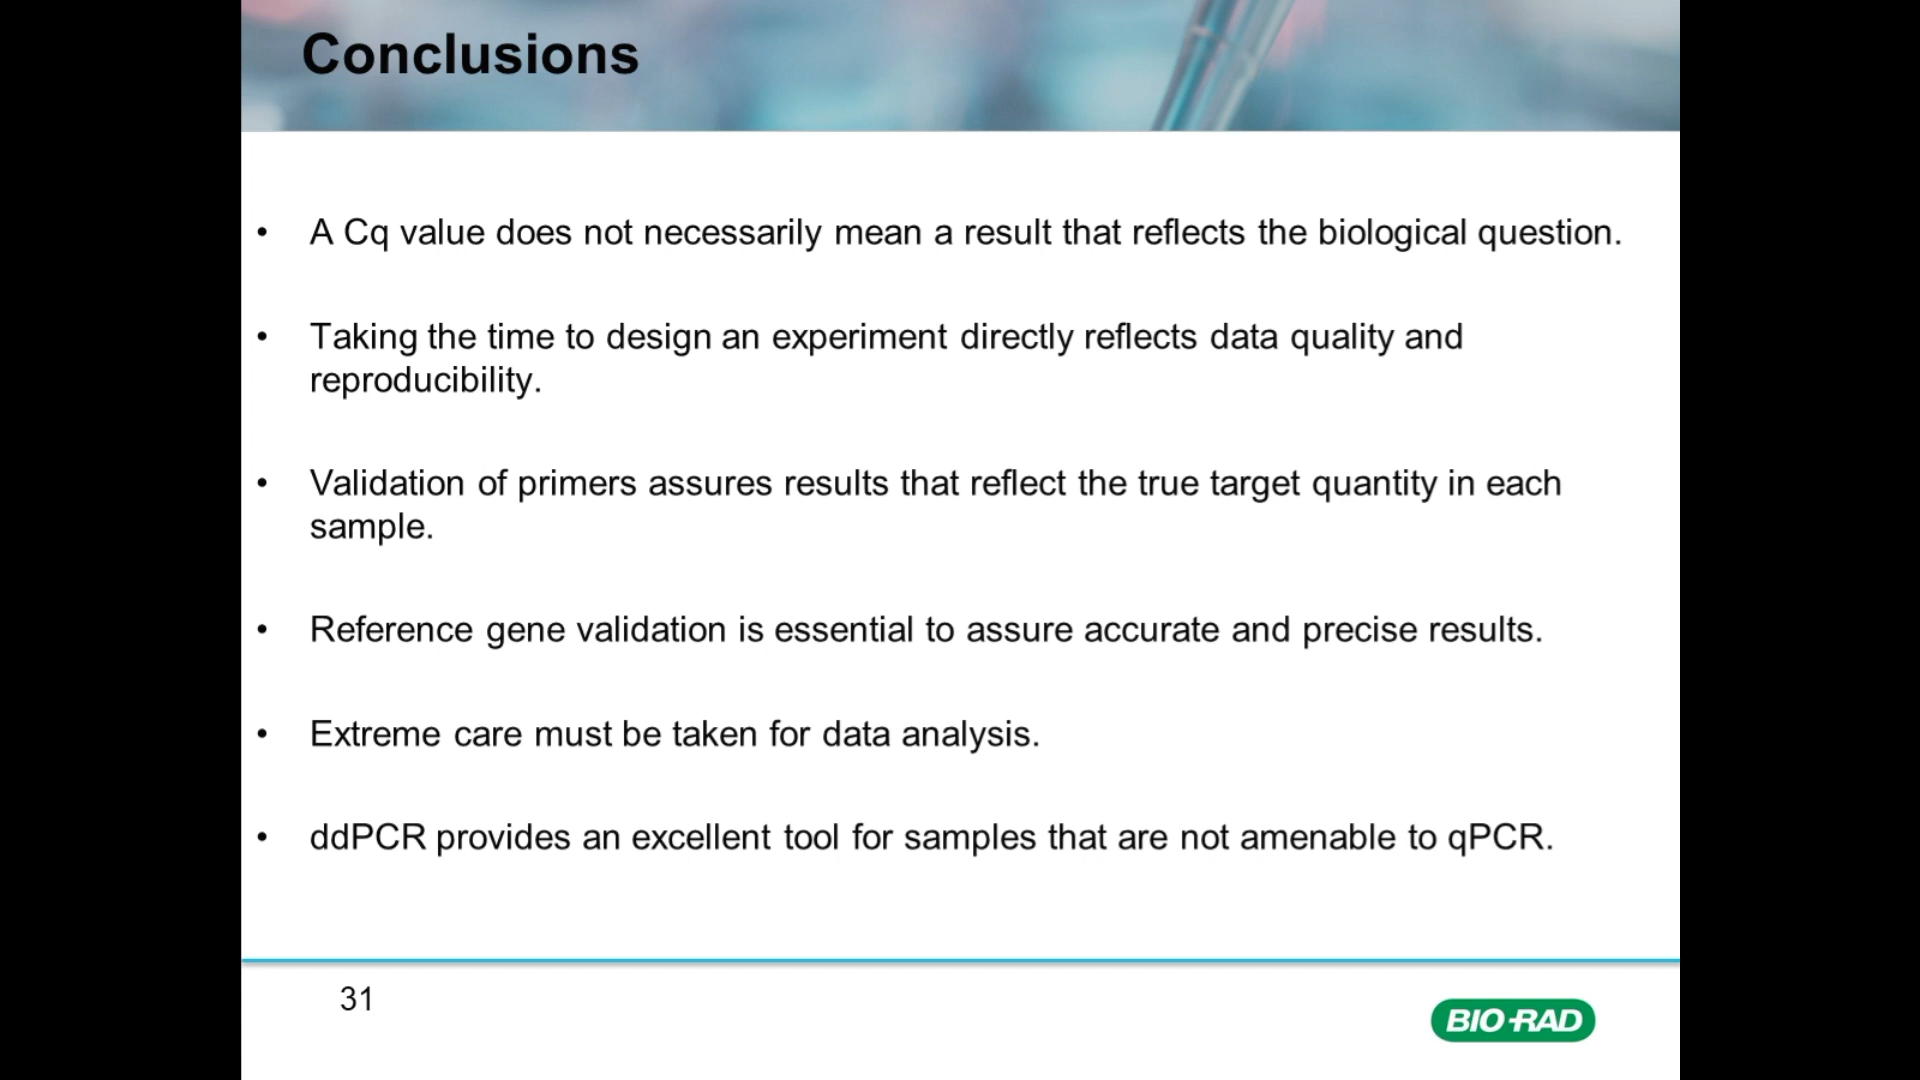 Conclusions
• A Cq value does not necessarily mean a result that reflects the biological question.
• Taking the time to design an experiment directly reflects data quality and
reproducibility.
• Validation of primers assures results that reflect the true target quantity in each
sample.
• Reference gene validation is essential to assure accurate and precise results.
• Extreme care must be taken for data analysis.
• ddPCR provides an excellent tool for samples that are not amenable to qPCR.
31
BIO-RAD